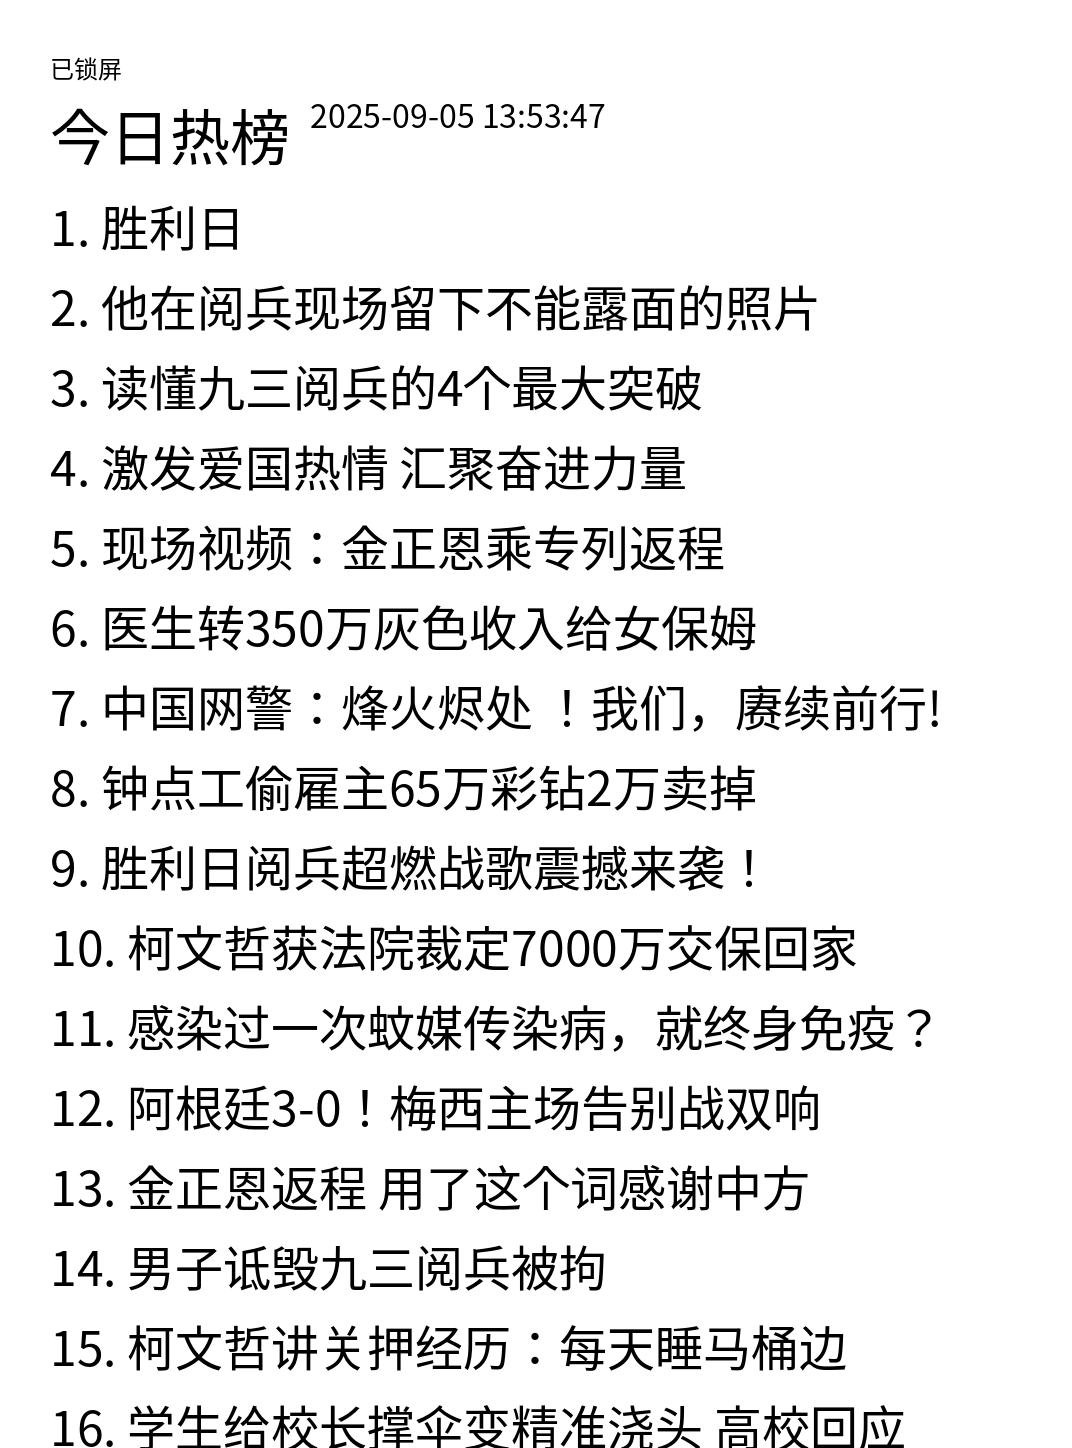 已锁屏
今日热榜 2025-09-05 13:53:47
1. 胜利日
2. 他在阅兵现场留下不能露面的照片
3. 读懂九三阅兵的4个最大突破
4. 激发爱国热情 汇聚奋进力量
5. 现场视频：金正恩乘专列返程
6. 医生转350万灰色收入给女保姆
7. 中国网警：烽火烬处 ！我们，赓续前行!
8. 钟点工偷雇主65万彩钻2万卖掉
9. 胜利日阅兵超燃战歌震撼来袭！
10. 柯文哲获法院裁定7000万交保回家
11. 感染过一次蚊媒传染病，就终身免疫？
12. 阿根廷3-0！梅西主场告别战双响
13. 金正恩返程 用了这个词感谢中方
14. 男子诋毁九三阅兵被拘
15. 柯文哲讲关押经历：每天睡马桶边
16. 学生给校长撑伞变精准浇头 高校回应